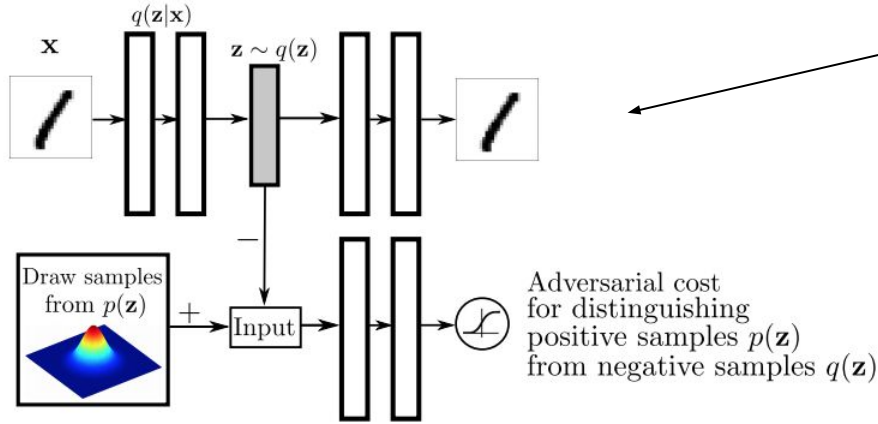 q(z|x)
x
z ∼ q(z)
−
Draw samples
from p(z)
+
Input
Adversarial cost
for distinguishing
positive samples p(z)
from negative samples q(z)